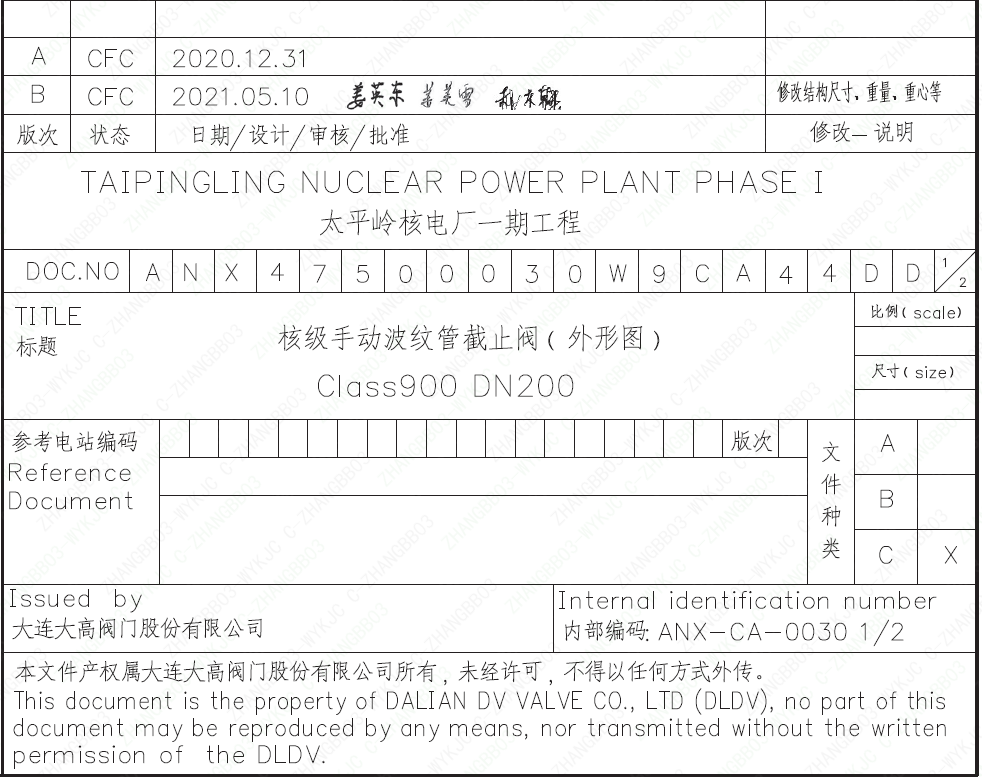 A CFC 2020.12.31
B CFC 2021.05.10 姜英东 修改结构尺寸、重量、重心等
版次 状态 日期/设计/审核/批准 修改—说明
TAIPINGLING NUCLEAR POWER PLANT PHASE I
太平岭核电厂一期工程
DOC.NO A N X 4 7 5 0 0 0 3 0 W 9 C A 4 4 D D 1/2
TITLE
标题
核级手动波纹管截止阀(外形图)
Class900 DN200
比例(scale)
尺寸(size)
参考电站编码
Reference
Document
版次
文件种类
A
B
C X
Issued by
大连大高阀门股份有限公司
Internal identification number
内部编码: ANX-CA-0030 1/2
本文件产权属大连大高阀门股份有限公司所有,未经许可,不得以任何方式外传。
This document is the property of DALIAN DV VALVE CO., LTD (DLDV), no part of this
document may be reproduced by any means, nor transmitted without the written
permission of the DLDV.